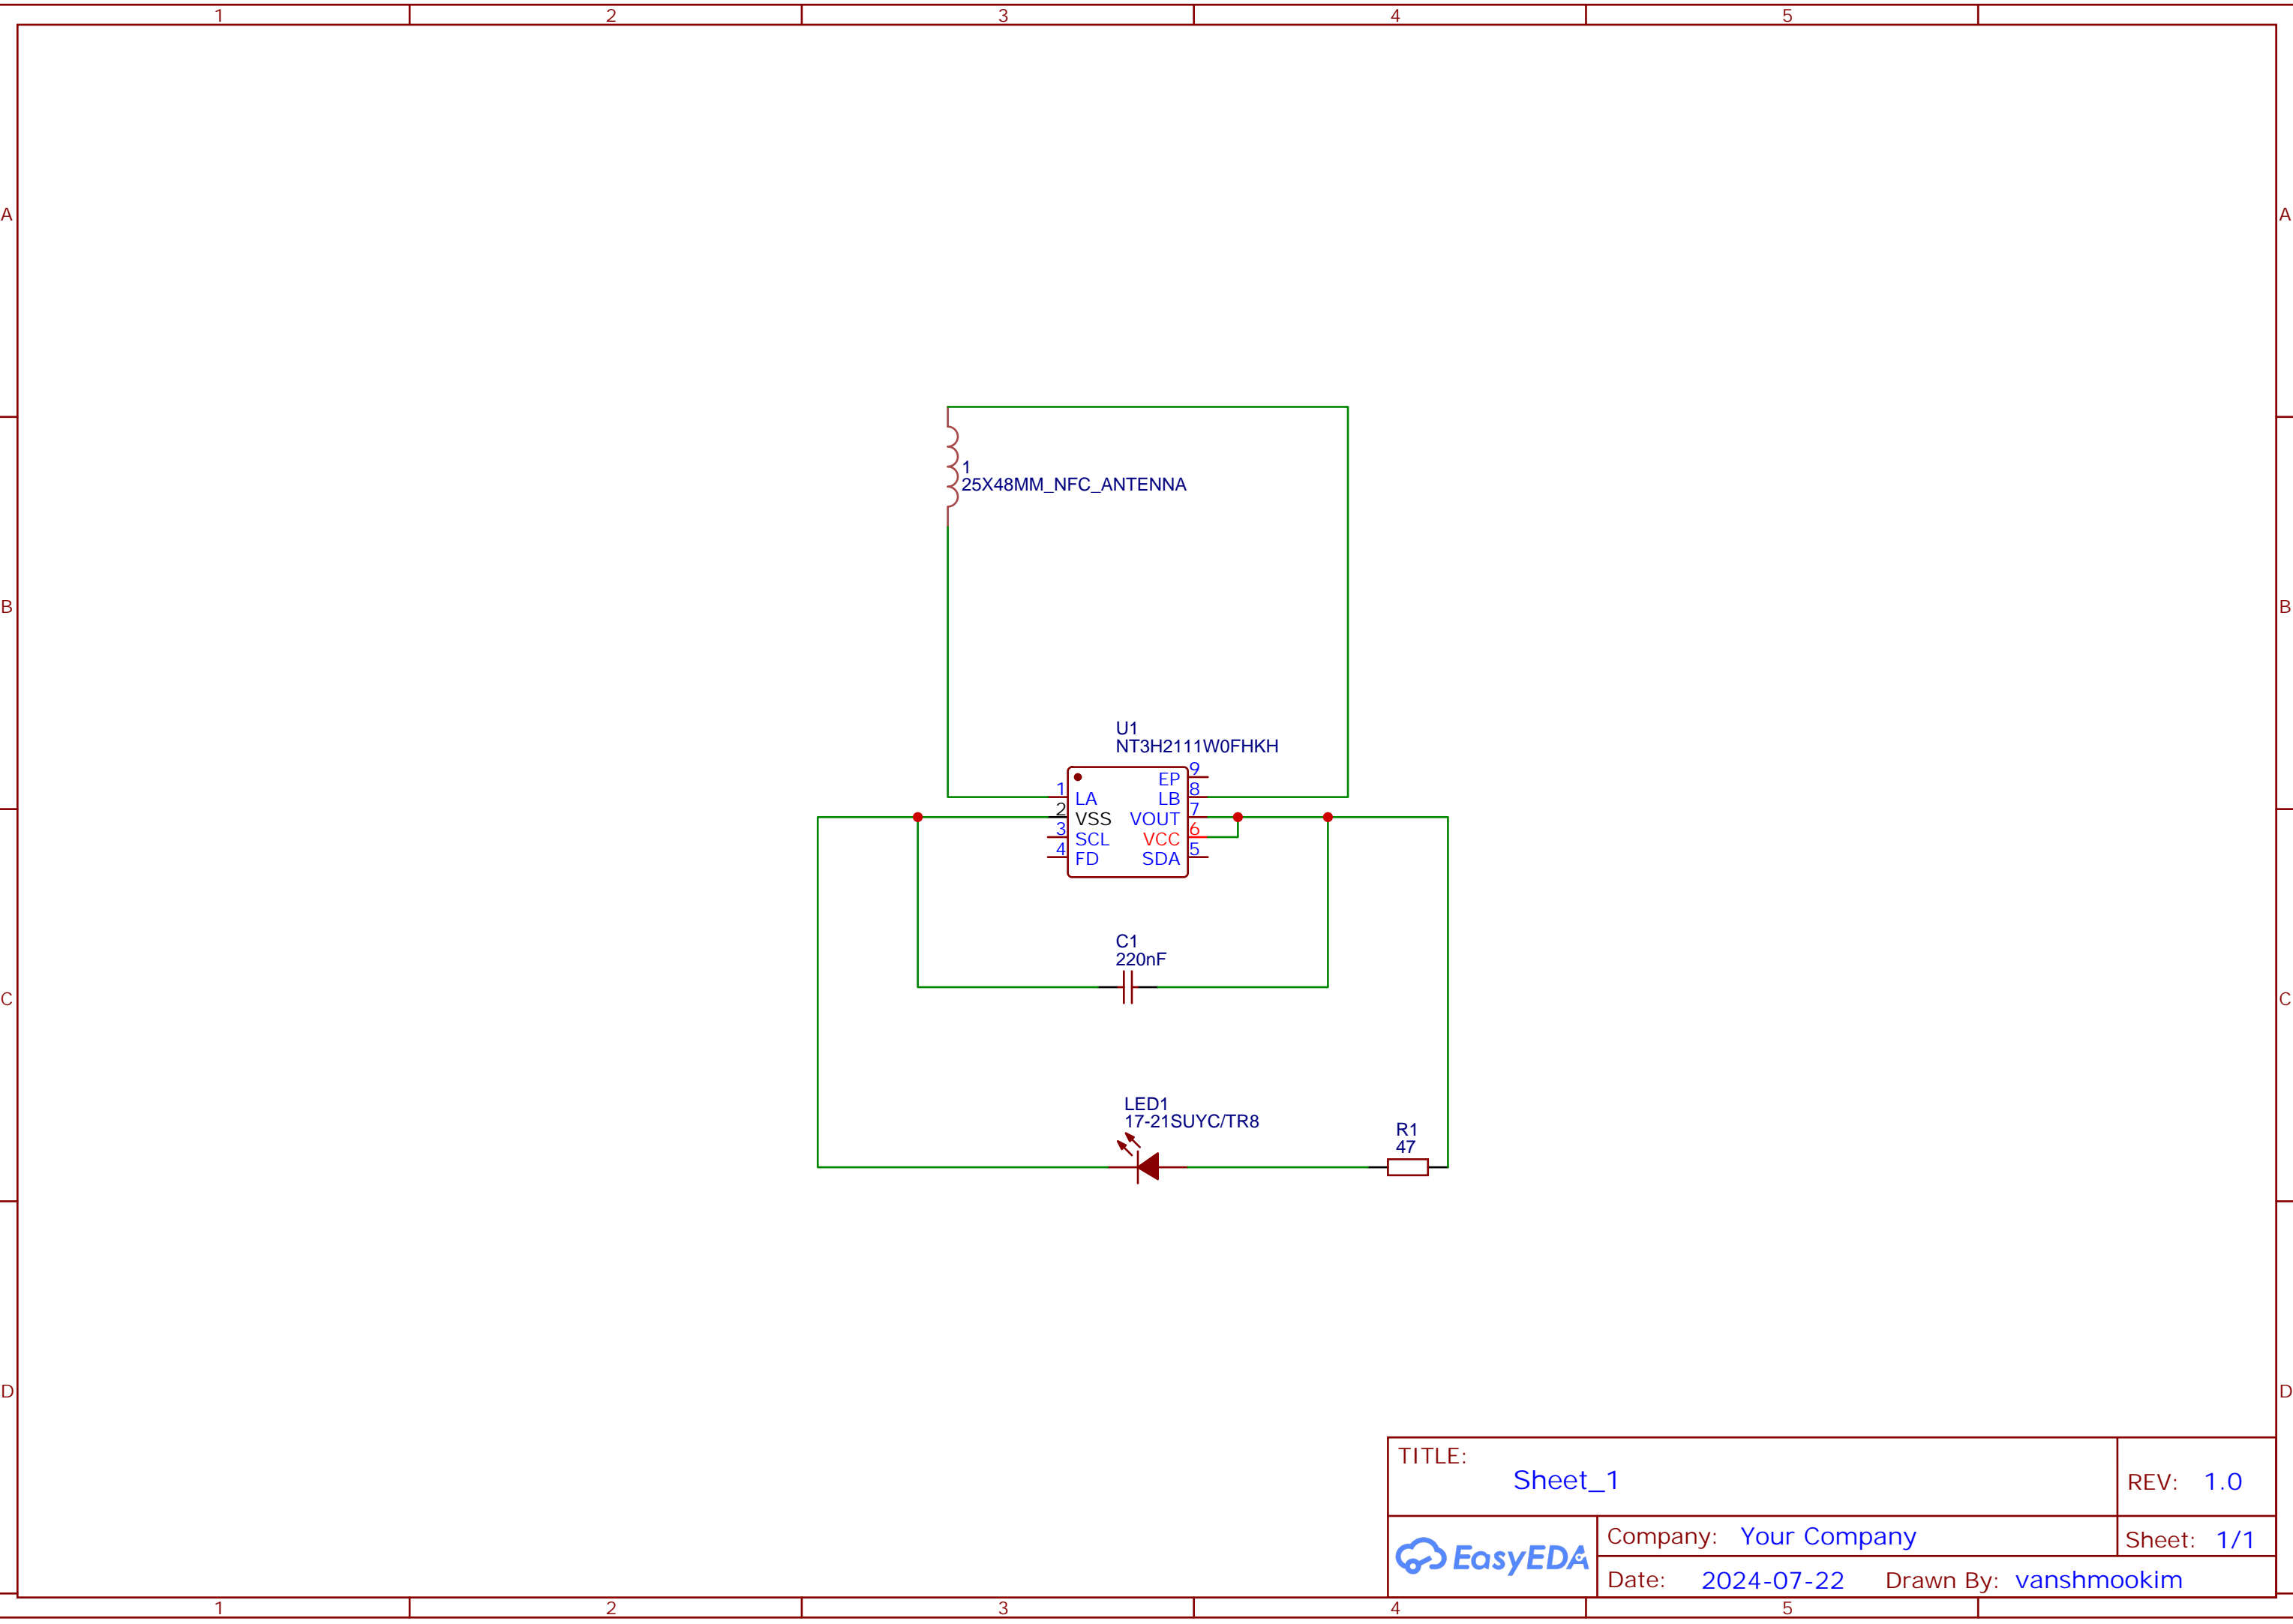 1 2 3 4 5
A A
B B
C C
D D
1
25X48MM_NFC_ANTENNA
U1
NT3H2111W0FHKH
1 LA
2 VSS
3 SCL
4 FD
EP 9
LB 8
VOUT 7
VCC 6
SDA 5
C1
220nF
LED1
17-21SUYC/TR8
R1
47
TITLE:
Sheet_1
REV: 1.0
EasyEDA
Company: Your Company
Sheet: 1/1
Date: 2024-07-22 Drawn By: vanshmookim
1 2 3 4 5